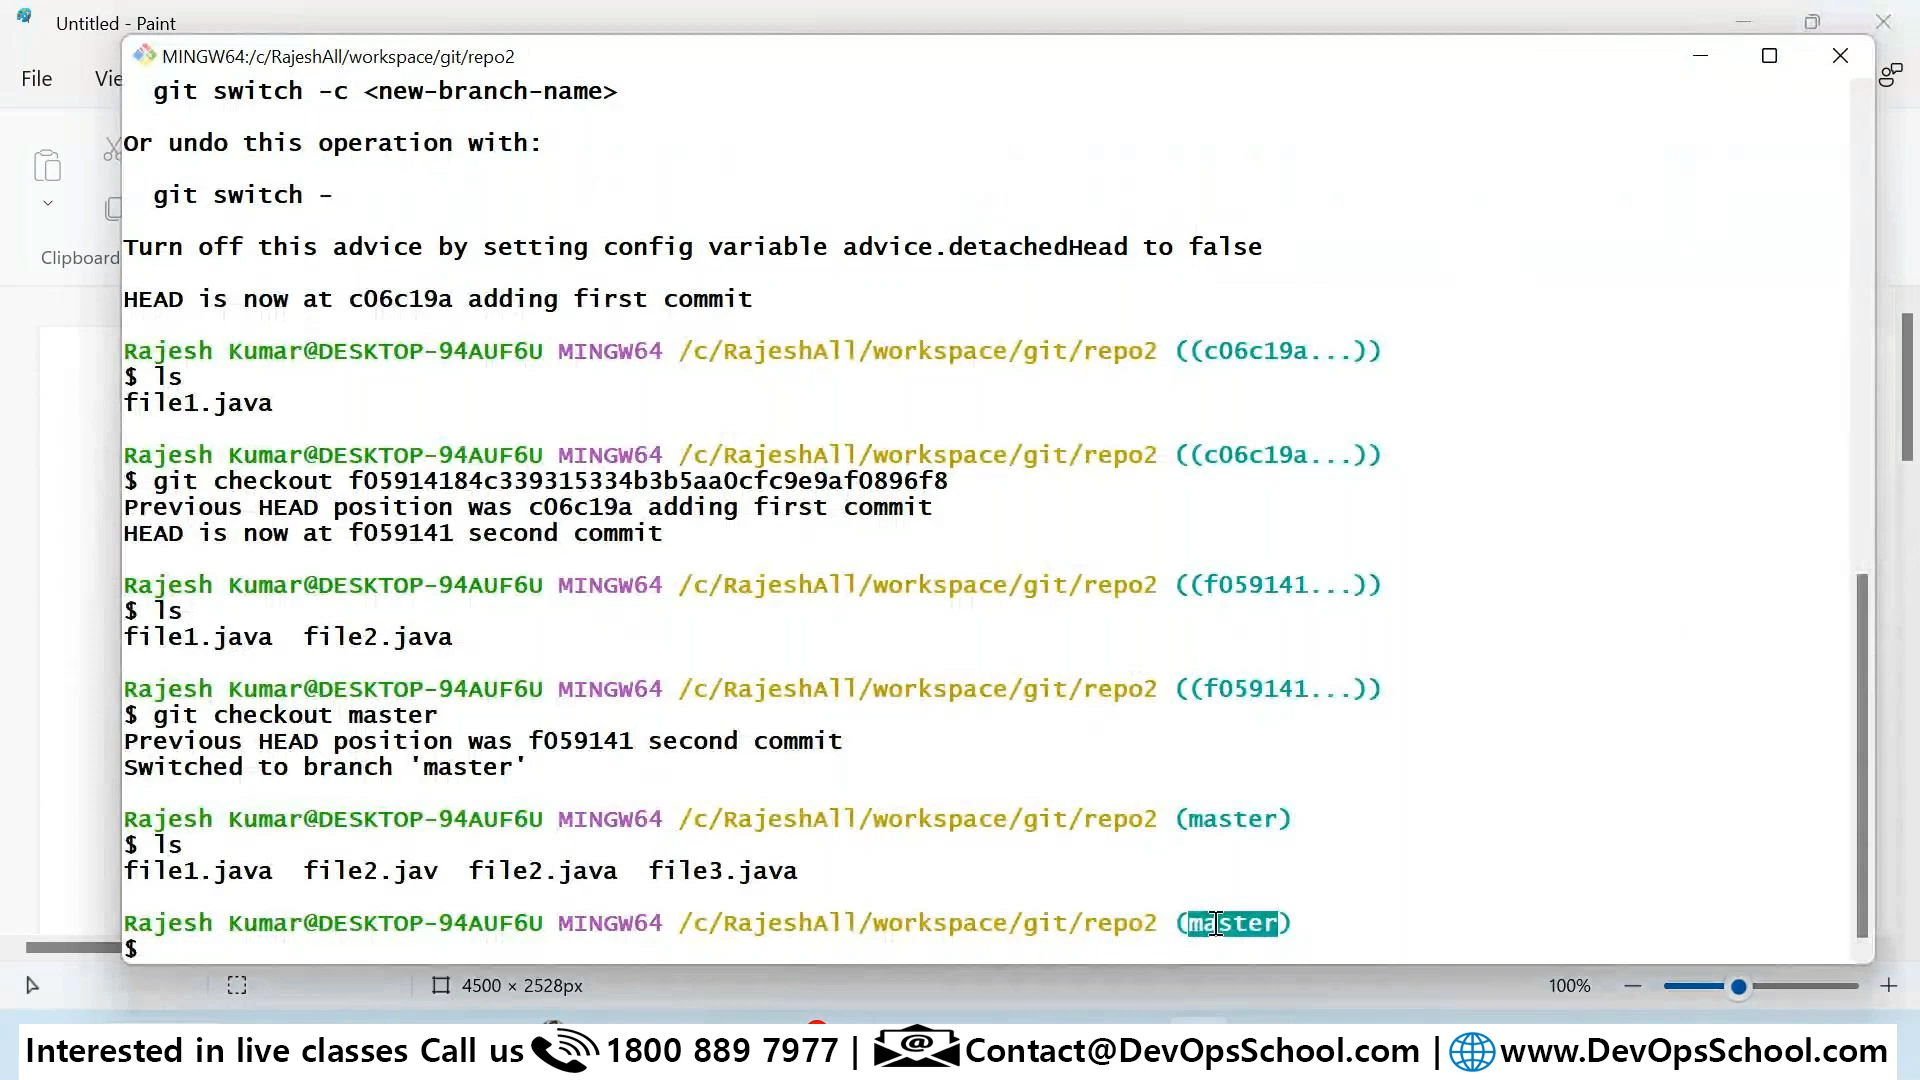 Untitled - Paint
MINGW64:/c/RajeshAll/workspace/git/repo2
File
git switch -c <new-branch-name>
Or undo this operation with:
git switch -
Clipboard
Turn off this advice by setting config variable advice.detachedHead to false
HEAD is now at c06c19a adding first commit
Rajesh Kumar@DESKTOP-94AUF6U MINGW64 /c/RajeshAll/workspace/git/repo2 ((c06c19a...))
$ ls
file1.java
Rajesh Kumar@DESKTOP-94AUF6U MINGW64 /c/RajeshAll/workspace/git/repo2 ((c06c19a...))
$ git checkout f05914184c339315334b3b5aa0cfc9e9af0896f8
Previous HEAD position was c06c19a adding first commit
HEAD is now at f059141 second commit
Rajesh Kumar@DESKTOP-94AUF6U MINGW64 /c/RajeshAll/workspace/git/repo2 ((f059141...))
$ ls
file1.java  file2.java
Rajesh Kumar@DESKTOP-94AUF6U MINGW64 /c/RajeshAll/workspace/git/repo2 ((f059141...))
$ git checkout master
Previous HEAD position was f059141 second commit
Switched to branch 'master'
Rajesh Kumar@DESKTOP-94AUF6U MINGW64 /c/RajeshAll/workspace/git/repo2 (master)
$ ls
file1.java  file2.jav  file2.java  file3.java
Rajesh Kumar@DESKTOP-94AUF6U MINGW64 /c/RajeshAll/workspace/git/repo2 (master)
$
4500 × 2528px
100%
Interested in live classes Call us 1800 889 7977 | Contact@DevOpsSchool.com | www.DevOpsSchool.com